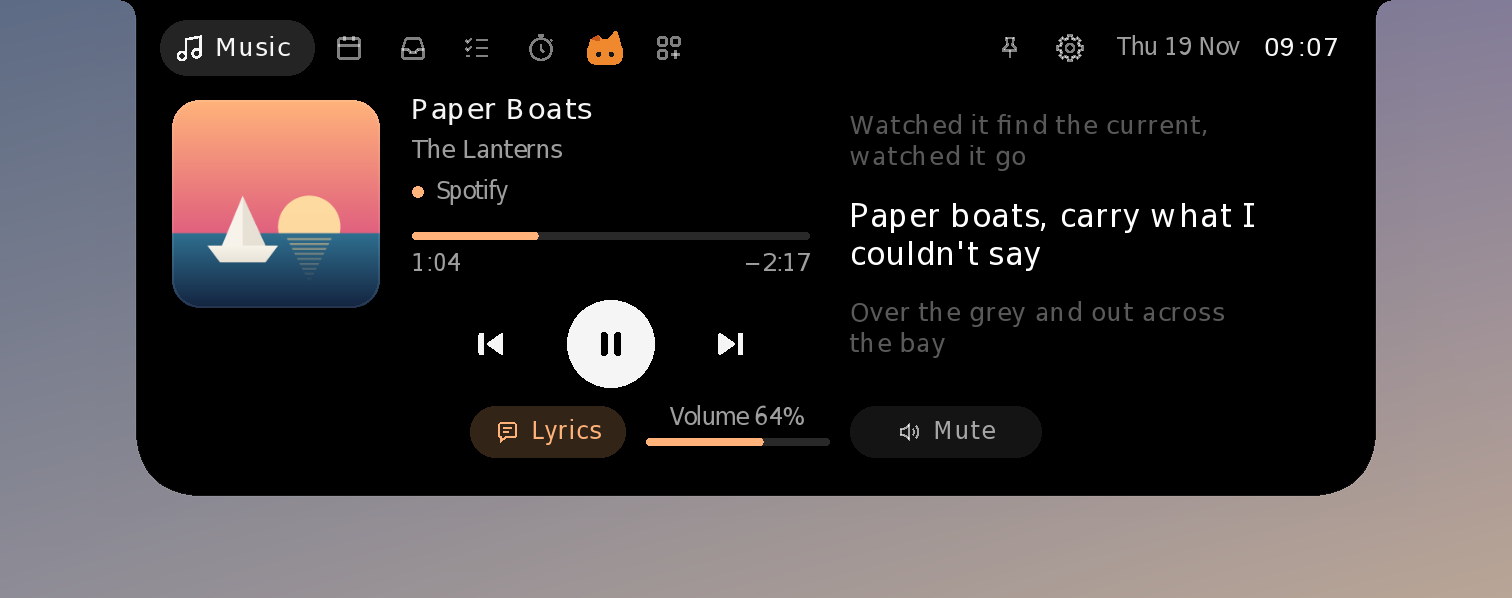 Music
Thu 19 Nov 09:07
Paper Boats
The Lanterns
Spotify
1:04
−2:17
Watched it find the current,
watched it go
Paper boats, carry what I
couldn't say
Over the grey and out across
the bay
Lyrics
Volume 64%
Mute